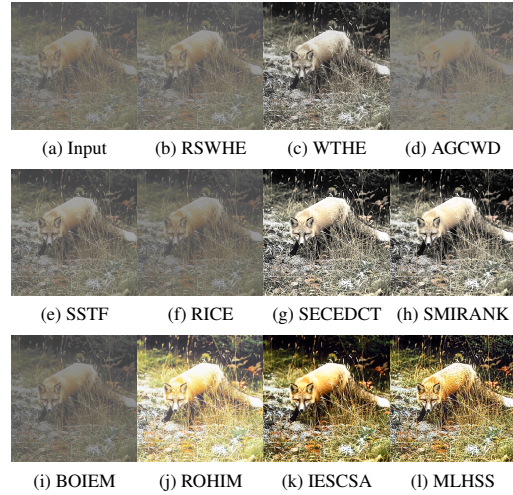 (a) Input (b) RSWHE (c) WTHE (d) AGCWD
(e) SSTF (f) RICE (g) SECEDCT (h) SMIRANK
(i) BOIEM (j) ROHIM (k) IESCSA (l) MLHSS